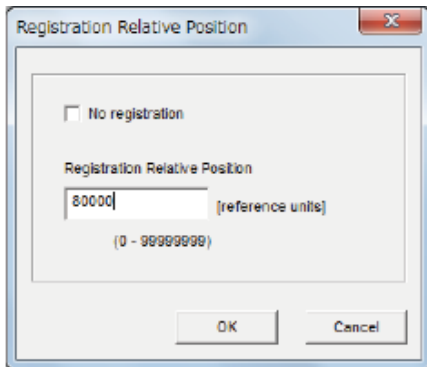 Registration Relative Position
No registration
Registration Relative Position
80000 [reference units]
(0 - 99999999)
OK Cancel